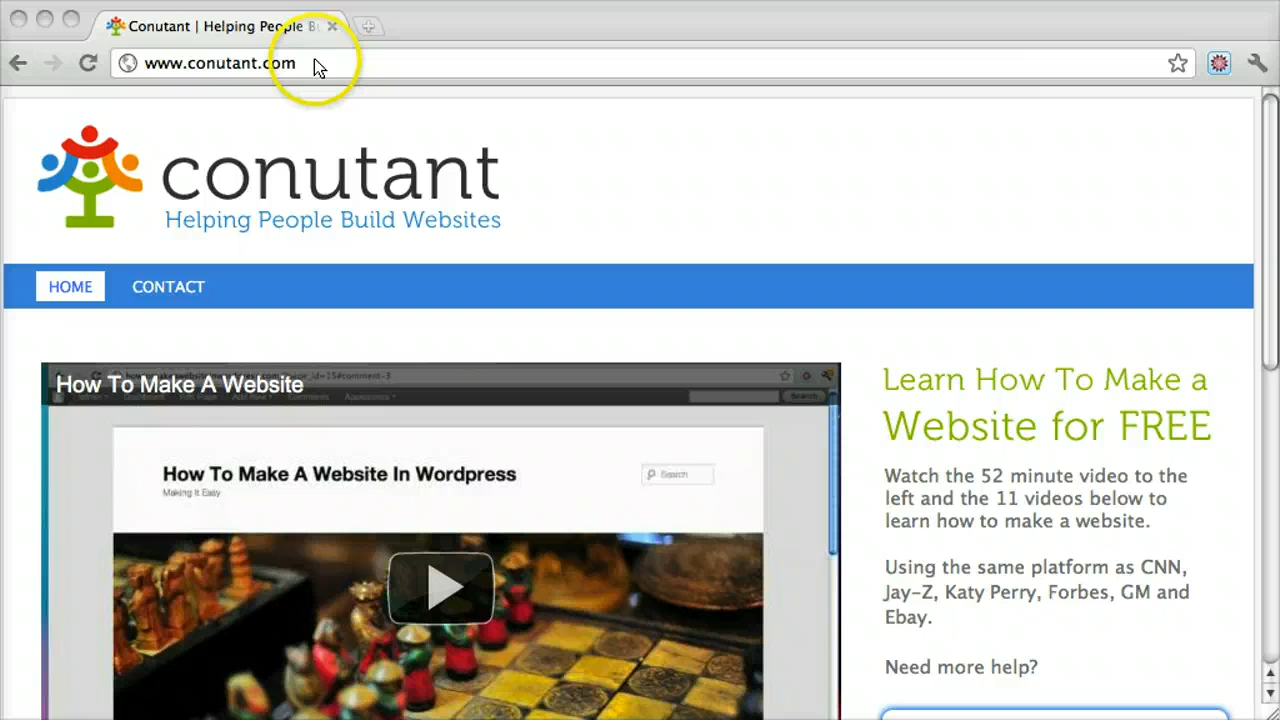 Conutant | Helping People B
www.conutant.com
conutant
Helping People Build Websites
HOME
CONTACT
How To Make A Website
Search
How To Make A Website In Wordpress
Making It Easy
Search
Learn How To Make a
Website for FREE
Watch the 52 minute video to the
left and the 11 videos below to
learn how to make a website.
Using the same platform as CNN,
Jay-Z, Katy Perry, Forbes, GM and
Ebay.
Need more help?